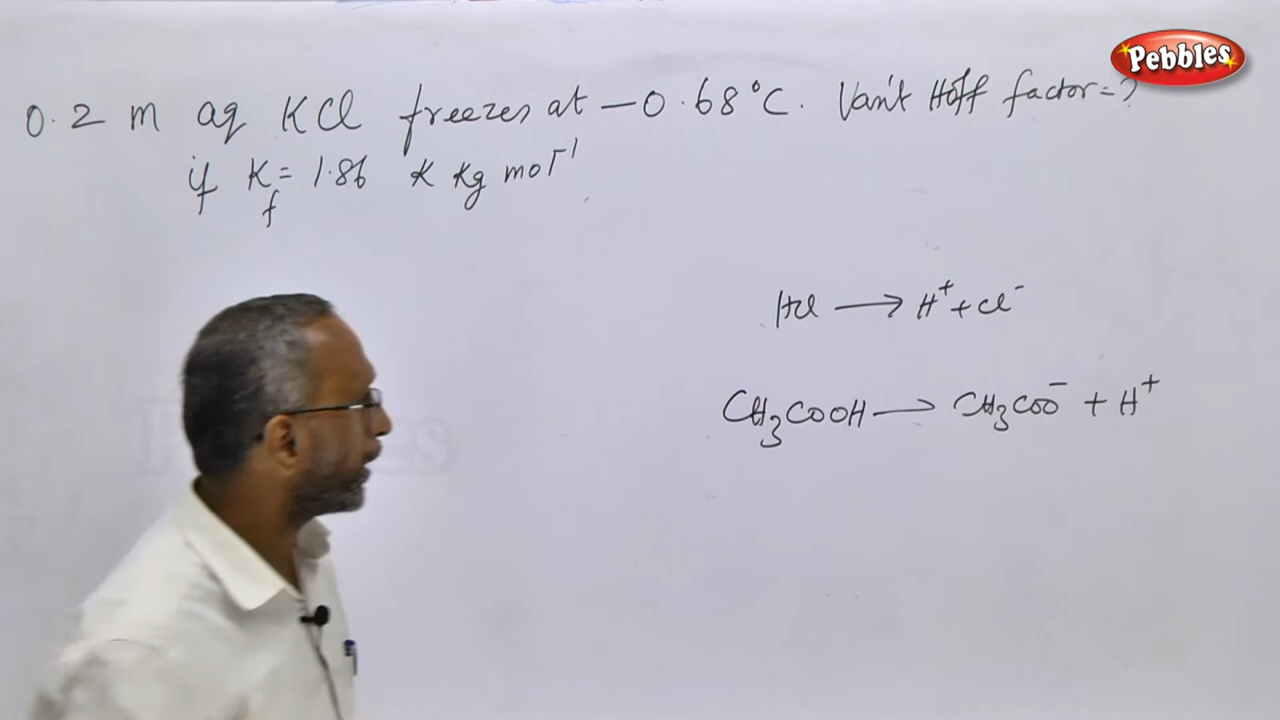 Pebbles
0.2 m aq KCl freezes at −0.68°C. Van't Hoff factor = ?
if K_f = 1.86 K Kg mol⁻¹
HCl ⟶ H⁺ + Cl⁻
CH₃COOH ⟶ CH₃COO⁻ + H⁺